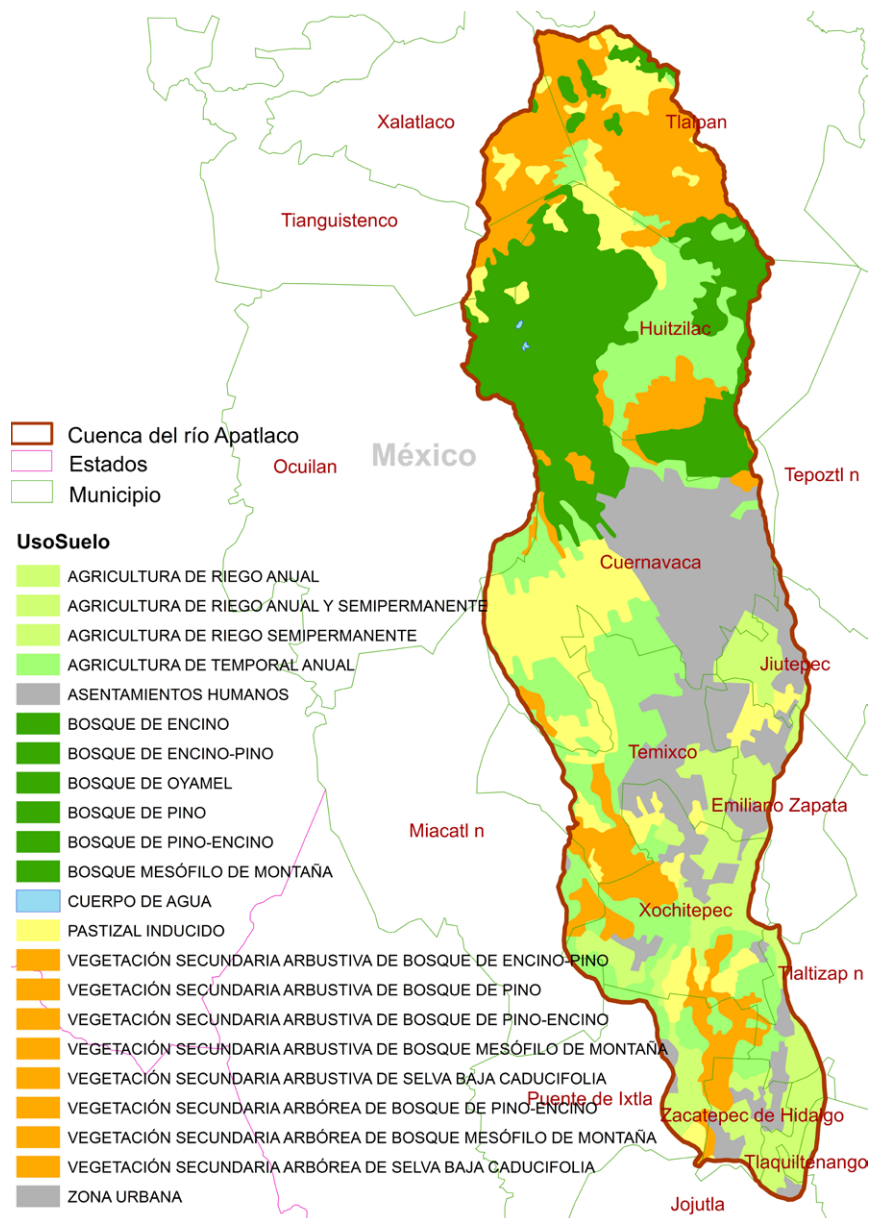 Xalatlaco
Tlalpan
Tianguistenco
Huitzilac
Cuenca del río Apatlaco
Estados
Municipio
México
Ocuilan
Tepoztl n
UsoSuelo
Cuernavaca
AGRICULTURA DE RIEGO ANUAL
AGRICULTURA DE RIEGO ANUAL Y SEMIPERMANENTE
AGRICULTURA DE RIEGO SEMIPERMANENTE
AGRICULTURA DE TEMPORAL ANUAL
Jiutepec
ASENTAMIENTOS HUMANOS
BOSQUE DE ENCINO
BOSQUE DE ENCINO-PINO
Temixco
BOSQUE DE OYAMEL
BOSQUE DE PINO
Emiliano Zapata
BOSQUE DE PINO-ENCINO
Miacatl n
BOSQUE MESÓFILO DE MONTAÑA
CUERPO DE AGUA
Xochitepec
PASTIZAL INDUCIDO
VEGETACIÓN SECUNDARIA ARBUSTIVA DE BOSQUE DE ENCINO-PINO
Tlaltizap n
VEGETACIÓN SECUNDARIA ARBUSTIVA DE BOSQUE DE PINO
VEGETACIÓN SECUNDARIA ARBUSTIVA DE BOSQUE DE PINO-ENCINO
VEGETACIÓN SECUNDARIA ARBUSTIVA DE BOSQUE MESÓFILO DE MONTAÑA
VEGETACIÓN SECUNDARIA ARBUSTIVA DE SELVA BAJA CADUCIFOLIA
Puente de Ixtla
VEGETACIÓN SECUNDARIA ARBÓREA DE BOSQUE DE PINO-ENCINO
Zacatepec de Hidalgo
VEGETACIÓN SECUNDARIA ARBÓREA DE BOSQUE MESÓFILO DE MONTAÑA
Tlaquiltenango
VEGETACIÓN SECUNDARIA ARBÓREA DE SELVA BAJA CADUCIFOLIA
ZONA URBANA
Jojutla